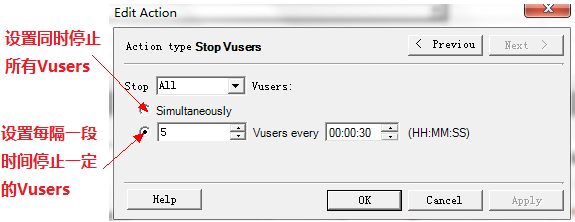 Edit Action
Action type Stop Vusers
< Previou
Next >
Stop All Vusers:
设置同时停止
所有Vusers
Simultaneously
5 Vusers every 00:00:30 (HH:MM:SS)
设置每隔一段
时间停止一定
的Vusers
Help
OK
Cancel
Apply